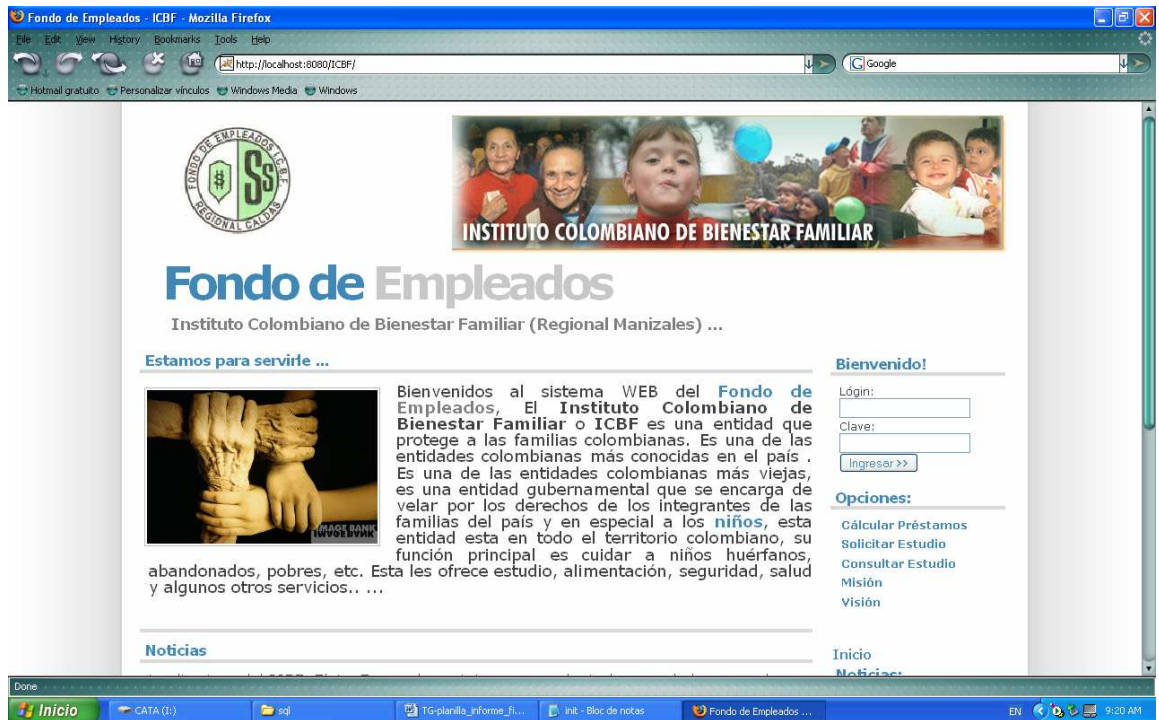 Fondo de Empleados - ICBF - Mozilla Firefox
File Edit View History Bookmarks Tools Help
http://localhost:8080/ICBF/
Google
Hotmail gratuito Personalizar vínculos Windows Media Windows
FONDO DE EMPLEADOS I.C.B.F.
REGIONAL CALDAS
INSTITUTO COLOMBIANO DE BIENESTAR FAMILIAR
Fondo de Empleados
Instituto Colombiano de Bienestar Familiar (Regional Manizales) ...
Estamos para servirle ...
Bienvenidos al sistema WEB del Fondo de
Empleados, El Instituto Colombiano de
Bienestar Familiar o ICBF es una entidad que
protege a las familias colombianas. Es una de las
entidades colombianas más conocidas en el país .
Es una de las entidades colombianas más viejas,
es una entidad gubernamental que se encarga de
velar por los derechos de los integrantes de las
familias del país y en especial a los niños, esta
entidad esta en todo el territorio colombiano, su
función principal es cuidar a niños huérfanos,
abandonados, pobres, etc. Esta les ofrece estudio, alimentación, seguridad, salud
y algunos otros servicios.. ...
IMAGE BANK
Noticias
Bienvenido!
Lógin:
Clave:
Ingresar >>
Opciones:
Cálcular Préstamos
Solicitar Estudio
Consultar Estudio
Misión
Visión
Inicio
Noticias:
Done
Inicio
CATA (I:)
sql
TG-planilla_informe_fi...
init - Bloc de notas
Fondo de Empleados ...
EN
9:20 AM